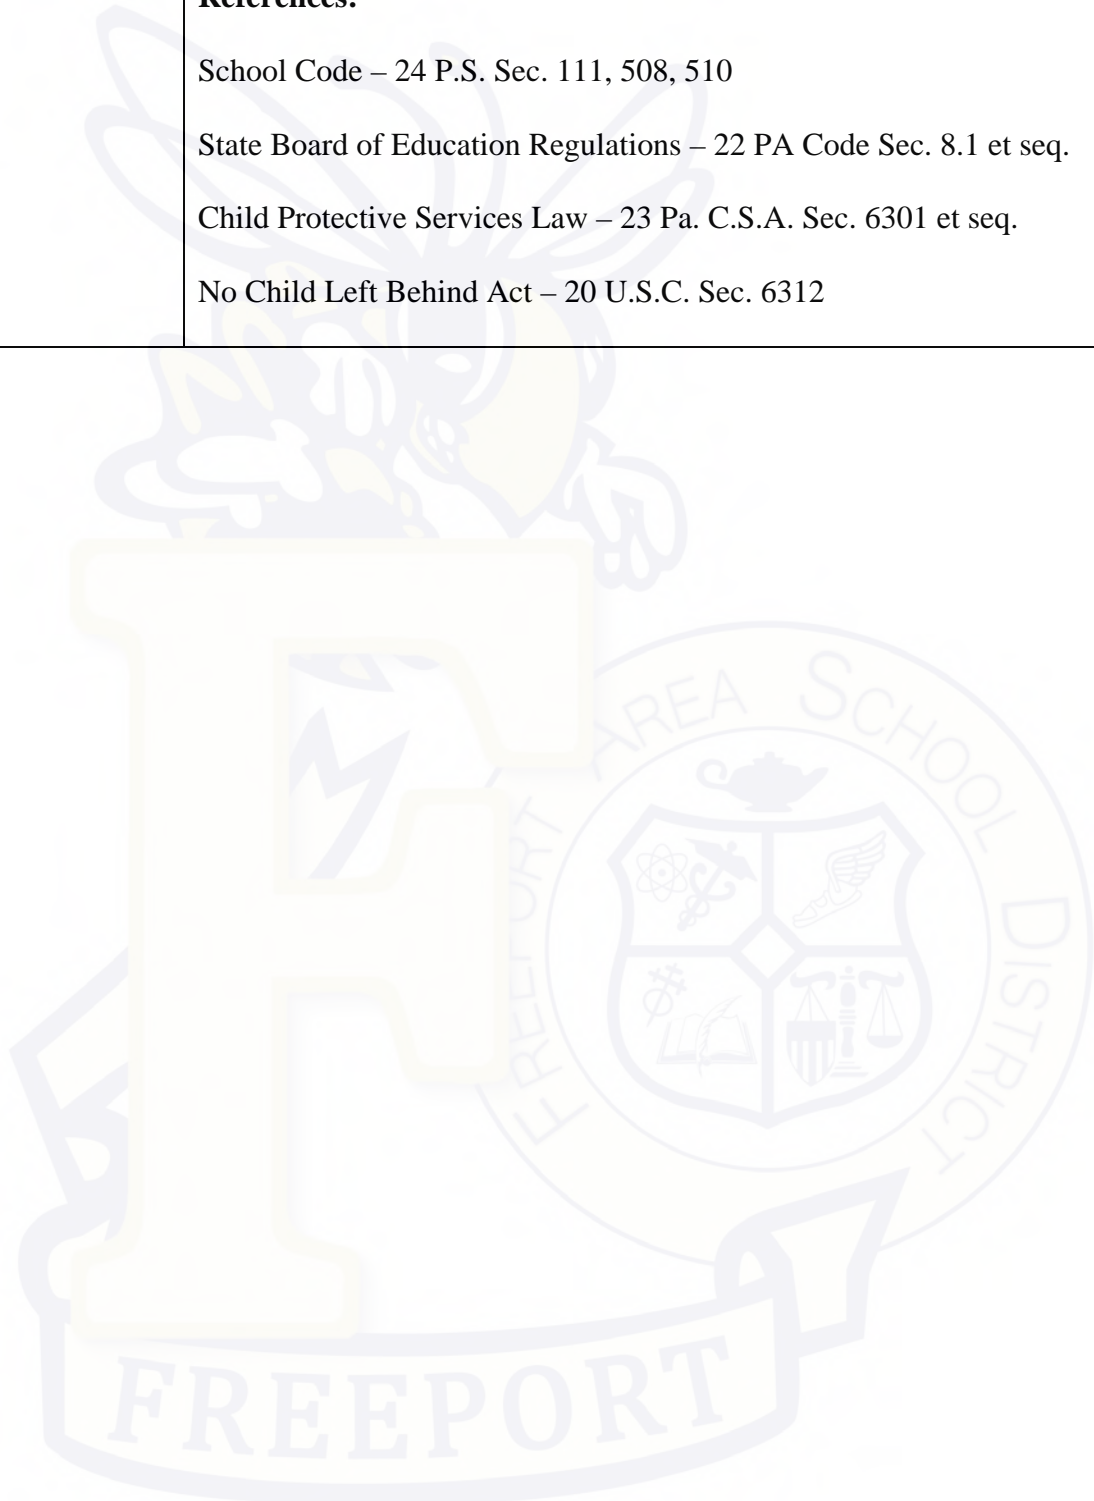 References:
School Code – 24 P.S. Sec. 111, 508, 510
State Board of Education Regulations – 22 PA Code Sec. 8.1 et seq.
Child Protective Services Law – 23 Pa. C.S.A. Sec. 6301 et seq.
No Child Left Behind Act – 20 U.S.C. Sec. 6312
F
FREEPORT AREA SCHOOL DISTRICT
FREEPORT